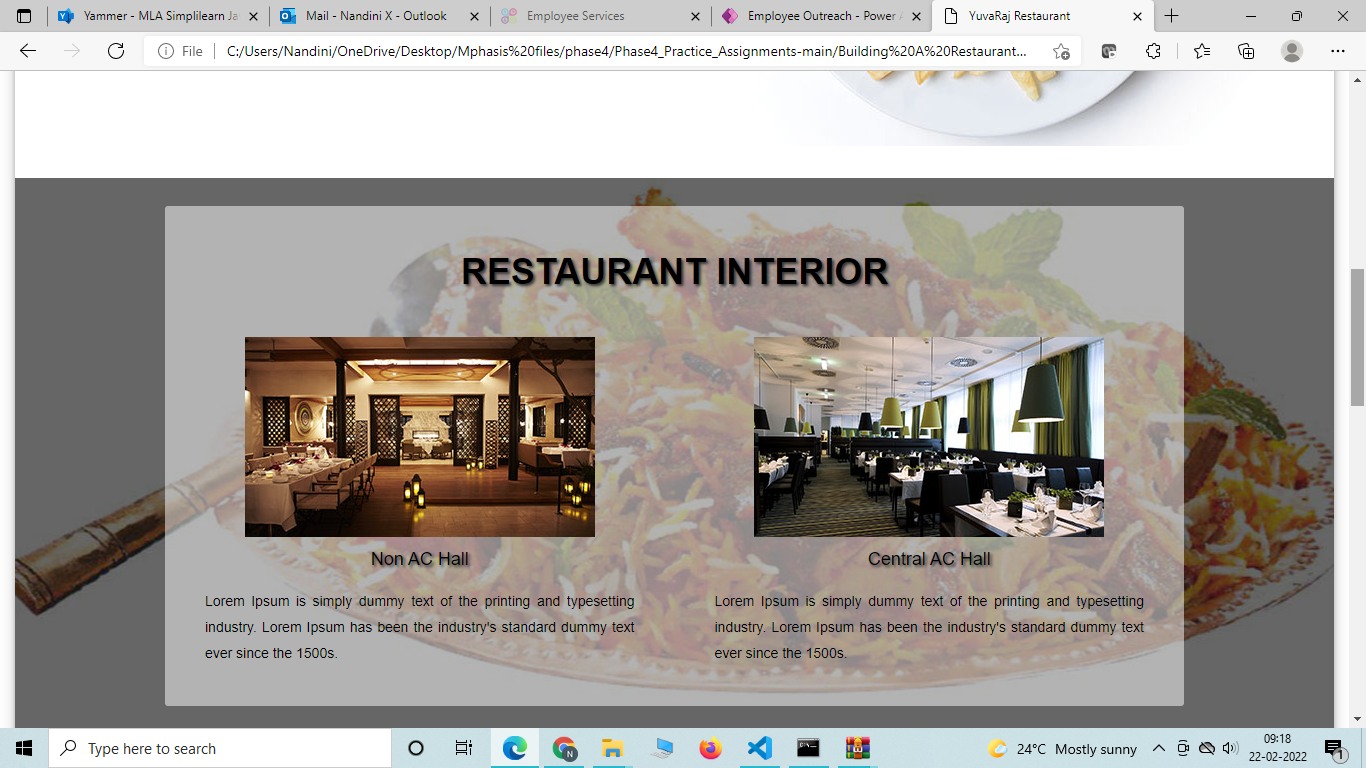 Yammer - MLA Simplilearn Ja
Mail - Nandini X - Outlook
Employee Services
Employee Outreach - Power A
YuvaRaj Restaurant
File
C:/Users/Nandini/OneDrive/Desktop/Mphasis%20files/phase4/Phase4_Practice_Assignments-main/Building%20A%20Restaurant...
RESTAURANT INTERIOR
Non AC Hall
Lorem Ipsum is simply dummy text of the printing and typesetting
industry. Lorem Ipsum has been the industry's standard dummy text
ever since the 1500s.
Central AC Hall
Lorem Ipsum is simply dummy text of the printing and typesetting
industry. Lorem Ipsum has been the industry's standard dummy text
ever since the 1500s.
Type here to search
N
24°C Mostly sunny
09:18
22-02-2022
1